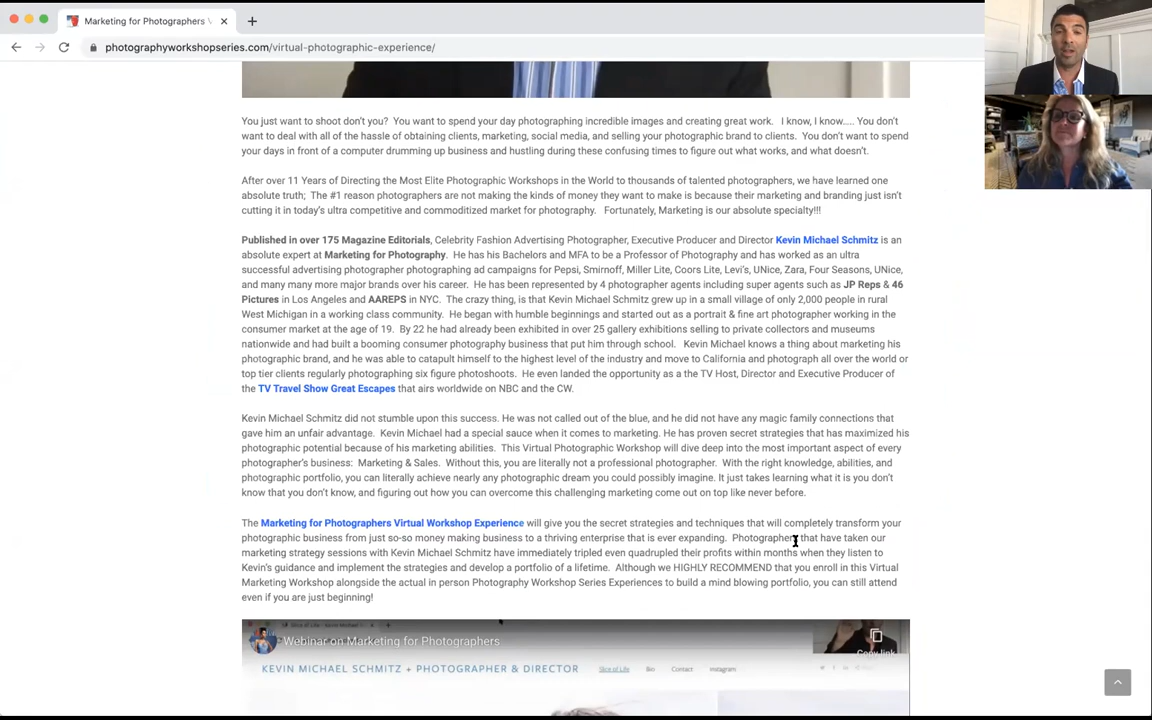 Marketing for Photographers V
photographyworkshopseries.com/virtual-photographic-experience/
You just want to shoot don't you? You want to spend your day photographing incredible images and creating great work. I know, I know..... You don't
want to deal with all of the hassle of obtaining clients, marketing, social media, and selling your photographic brand to clients. You don't want to spend
your days in front of a computer drumming up business and hustling during these confusing times to figure out what works, and what doesn't.
After over 11 Years of Directing the Most Elite Photographic Workshops in the World to thousands of talented photographers, we have learned one
absolute truth; The #1 reason photographers are not making the kinds of money they want to make is because their marketing and branding just isn't
cutting it in today's ultra competitive and commoditized market for photography. Fortunately, Marketing is our absolute specialty!!!
Published in over 175 Magazine Editorials, Celebrity Fashion Advertising Photographer, Executive Producer and Director Kevin Michael Schmitz is an
absolute expert at Marketing for Photography. He has his Bachelors and MFA to be a Professor of Photography and has worked as an ultra
successful advertising photographer photographing ad campaigns for Pepsi, Smirnoff, Miller Lite, Coors Lite, Levi's, UNice, Zara, Four Seasons, UNice,
and many many more major brands over his career. He has been represented by 4 photographer agents including super agents such as JP Reps & 46
Pictures in Los Angeles and AAREPS in NYC. The crazy thing, is that Kevin Michael Schmitz grew up in a small village of only 2,000 people in rural
West Michigan in a working class community. He began with humble beginnings and started out as a portrait & fine art photographer working in the
consumer market at the age of 19. By 22 he had already been exhibited in over 25 gallery exhibitions selling to private collectors and museums
nationwide and had built a booming consumer photography business that put him through school. Kevin Michael knows a thing about marketing his
photographic brand, and he was able to catapult himself to the highest level of the industry and move to California and photograph all over the world or
top tier clients regularly photographing six figure photoshoots. He even landed the opportunity as a the TV Host, Director and Executive Producer of
the TV Travel Show Great Escapes that airs worldwide on NBC and the CW.
Kevin Michael Schmitz did not stumble upon this success. He was not called out of the blue, and he did not have any magic family connections that
gave him an unfair advantage. Kevin Michael had a special sauce when it comes to marketing. He has proven secret strategies that has maximized his
photographic potential because of his marketing abilities. This Virtual Photographic Workshop will dive deep into the most important aspect of every
photographer's business: Marketing & Sales. Without this, you are literally not a professional photographer. With the right knowledge, abilities, and
photographic portfolio, you can literally achieve nearly any photographic dream you could possibly imagine. It just takes learning what it is you don't
know that you don't know, and figuring out how you can overcome this challenging marketing come out on top like never before.
The Marketing for Photographers Virtual Workshop Experience will give you the secret strategies and techniques that will completely transform your
photographic business from just so-so money making business to a thriving enterprise that is ever expanding. Photographers that have taken our
marketing strategy sessions with Kevin Michael Schmitz have immediately tripled even quadrupled their profits within months when they listen to
Kevin's guidance and implement the strategies and develop a portfolio of a lifetime. Although we HIGHLY RECOMMEND that you enroll in this Virtual
Marketing Workshop alongside the actual in person Photography Workshop Series Experiences to build a mind blowing portfolio, you can still attend
even if you are just beginning!
Webinar on Marketing for Photographers
Copy link
KEVIN MICHAEL SCHMITZ + PHOTOGRAPHER & DIRECTOR Slice of Life Bio Contact Instagram